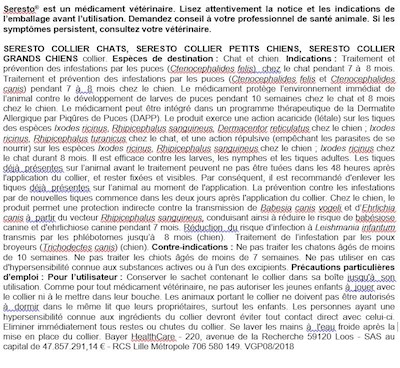 Seresto® est un médicament vétérinaire. Lisez attentivement la notice et les indications de
l'emballage avant l'utilisation. Demandez conseil à votre professionnel de santé animale. Si les
symptômes persistent, consultez votre vétérinaire.
SERESTO COLLIER CHATS, SERESTO COLLIER PETITS CHIENS, SERESTO COLLIER
GRANDS CHIENS collier. Espèces de destination : Chat et chien. Indications : Traitement et
prévention des infestations par les puces (Ctenocephalides felis) chez le chat pendant 7 à 8 mois.
Traitement et prévention des infestations par les puces (Ctenocephalides felis et Ctenocephalides
canis) pendant 7 à 8 mois chez le chien. Le médicament protège l'environnement immédiat de
l'animal contre le développement de larves de puces pendant 10 semaines chez le chat et 8 mois
chez le chien. Le médicament peut être intégré dans un programme thérapeutique de la Dermatite
Allergique par Piqûres de Puces (DAPP). Le produit exerce une action acaricide (létale) sur les tiques
des espèces Ixodes ricinus, Rhipicephalus sanguineus, Dermacentor reticulatus chez le chien ; Ixodes
ricinus, Rhipicephalus turanicus chez le chat, et une action répulsive (empêchant les parasites de se
nourrir) sur les espèces Ixodes ricinus, Rhipicephalus sanguineus chez le chien ; Ixodes ricinus chez
le chat durant 8 mois. Il est efficace contre les larves, les nymphes et les tiques adultes. Les tiques
déjà présentes sur l'animal avant le traitement peuvent ne pas être tuées dans les 48 heures après
l'application du collier, et rester fixées et visibles. Par conséquent, il est recommandé d'enlever les
tiques déjà présentes sur l'animal au moment de l'application. La prévention contre les infestations
par de nouvelles tiques commence dans les deux jours après l'application du collier. Chez le chien, le
produit permet une protection indirecte contre la transmission de Babesia canis vogeli et d'Ehrlichia
canis à partir du vecteur Rhipicephalus sanguineus, conduisant ainsi à réduire le risque de babésiose
canine et d'ehrlichiose canine pendant 7 mois. Réduction du risque d'infection à Leishmania infantum
transmis par les phlébotomes jusqu'à 8 mois (chien). Traitement de l'infestation par les poux
broyeurs (Trichodectes canis) (chien). Contre-indications : Ne pas traiter les chatons âgés de moins
de 10 semaines. Ne pas traiter les chiots âgés de moins de 7 semaines. Ne pas utiliser en cas
d'hypersensibilité connue aux substances actives ou à l'un des excipients. Précautions particulières
d'emploi : Pour l'utilisateur : Conserver le sachet contenant le collier dans sa boîte jusqu'à son
utilisation. Comme pour tout médicament vétérinaire, ne pas autoriser les jeunes enfants à jouer avec
le collier ni à le mettre dans leur bouche. Les animaux portant le collier ne doivent pas être autorisés
à dormir dans le même lit que leurs propriétaires, surtout les enfants. Les personnes ayant une
hypersensibilité connue aux ingrédients du collier devront éviter tout contact direct avec celui-ci.
Eliminer immédiatement tous restes ou chutes du collier. Se laver les mains à l'eau froide après la
mise en place du collier. Bayer HealthCare - 220, avenue de la Recherche 59120 Loos - SAS au
capital de 47.857.291,14 € - RCS Lille Métropole 706 580 149. VGP08/2018